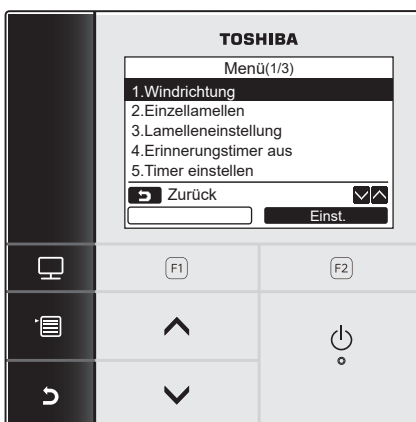 TOSHIBA
Menü(1/3)
1.Windrichtung
2.Einzellamellen
3.Lamelleneinstellung
4.Erinnerungstimer aus
5.Timer einstellen
Zurück
Einst.
F1 F2